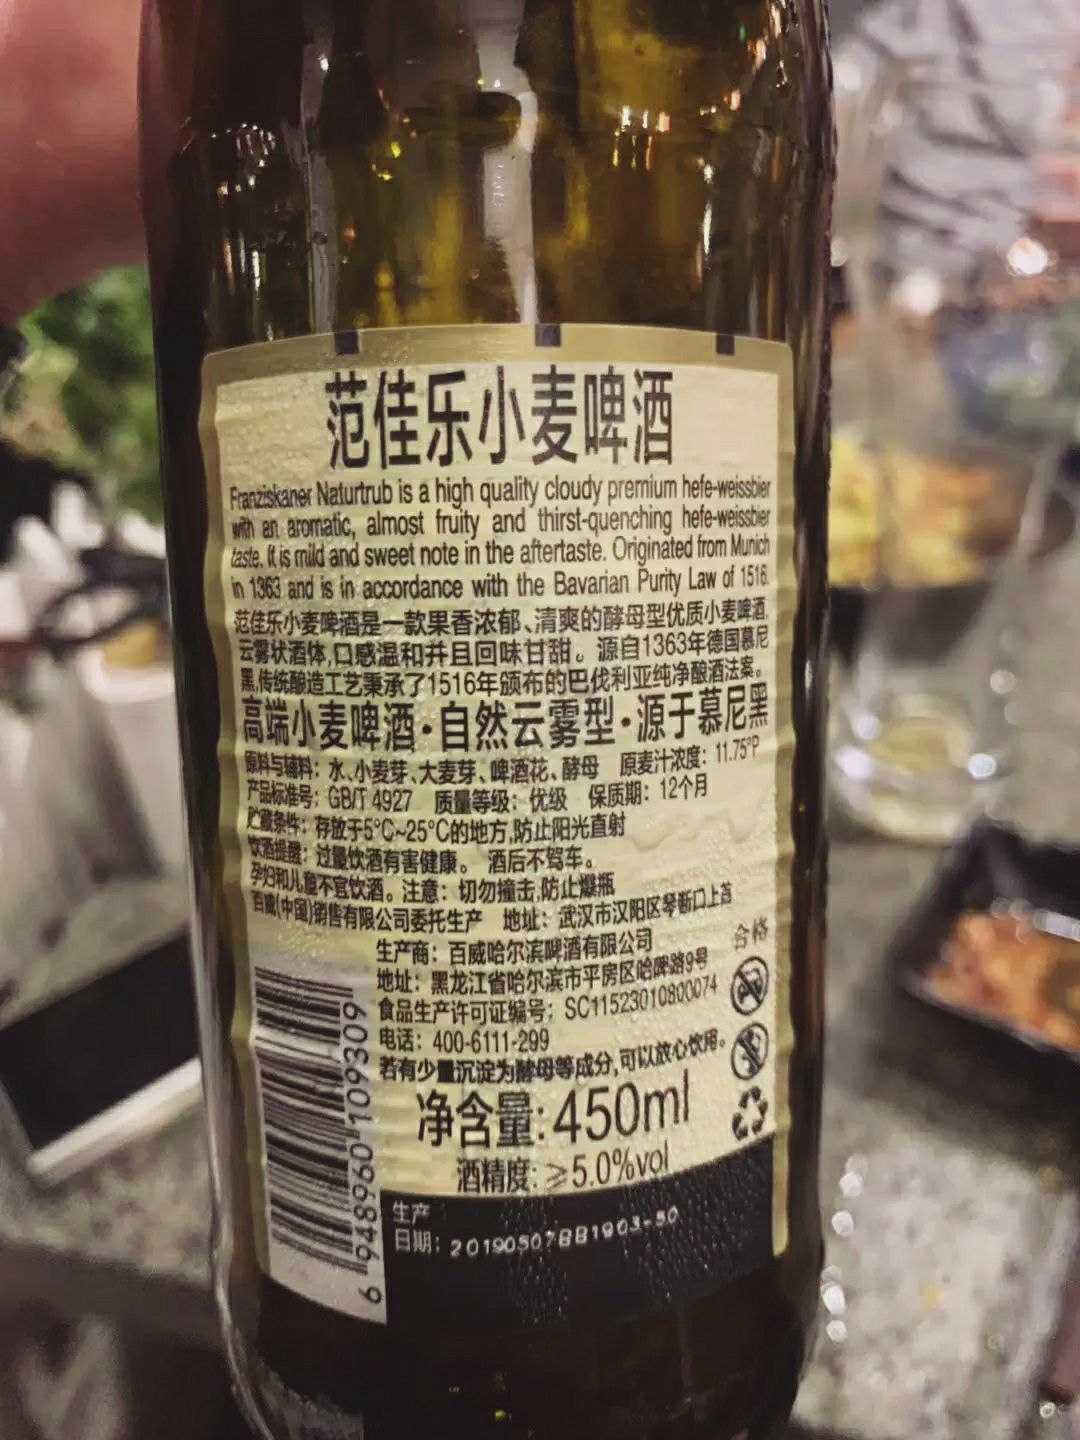 范佳乐小麦啤酒
Franziskaner Naturtrub is a high quality cloudy premium hefe-weissbier
with an aromatic, almost fruity and thirst-quenching hefe-weissbier
taste. It is mild and sweet note in the aftertaste. Originated from Munich
in 1363 and is in accordance with the Bavarian Purity Law of 1516.
范佳乐小麦啤酒是一款果香浓郁、清爽的酵母型优质小麦啤酒,
云雾状酒体,口感温和并且回味甘甜。源自1363年德国慕尼
黑,传统酿造工艺秉承了1516年颁布的巴伐利亚纯净酿酒法案。
高端小麦啤酒·自然云雾型·源于慕尼黑
原料与辅料：水、小麦芽、大麦芽、啤酒花、酵母 原麦汁浓度：11.75°P
产品标准号：GB/T 4927 质量等级：优级 保质期：12个月
贮藏条件：存放于5°C~25°C的地方,防止阳光直射
饮酒提醒：过量饮酒有害健康。 酒后不驾车。
孕妇和儿童不宜饮酒。注意：切勿撞击,防止爆瓶
百威(中国)销售有限公司委托生产 地址：武汉市汉阳区琴断口上首
生产商：百威哈尔滨啤酒有限公司
地址：黑龙江省哈尔滨市平房区哈啤路9号
食品生产许可证编号：SC11523010800074
电话：400-6111-299
若有少量沉淀为酵母等成分,可以放心饮用。
合格
净含量:450ml
酒精度:≥5.0%vol
生产
日期: 20190507BB1903-50
6 948960 109309